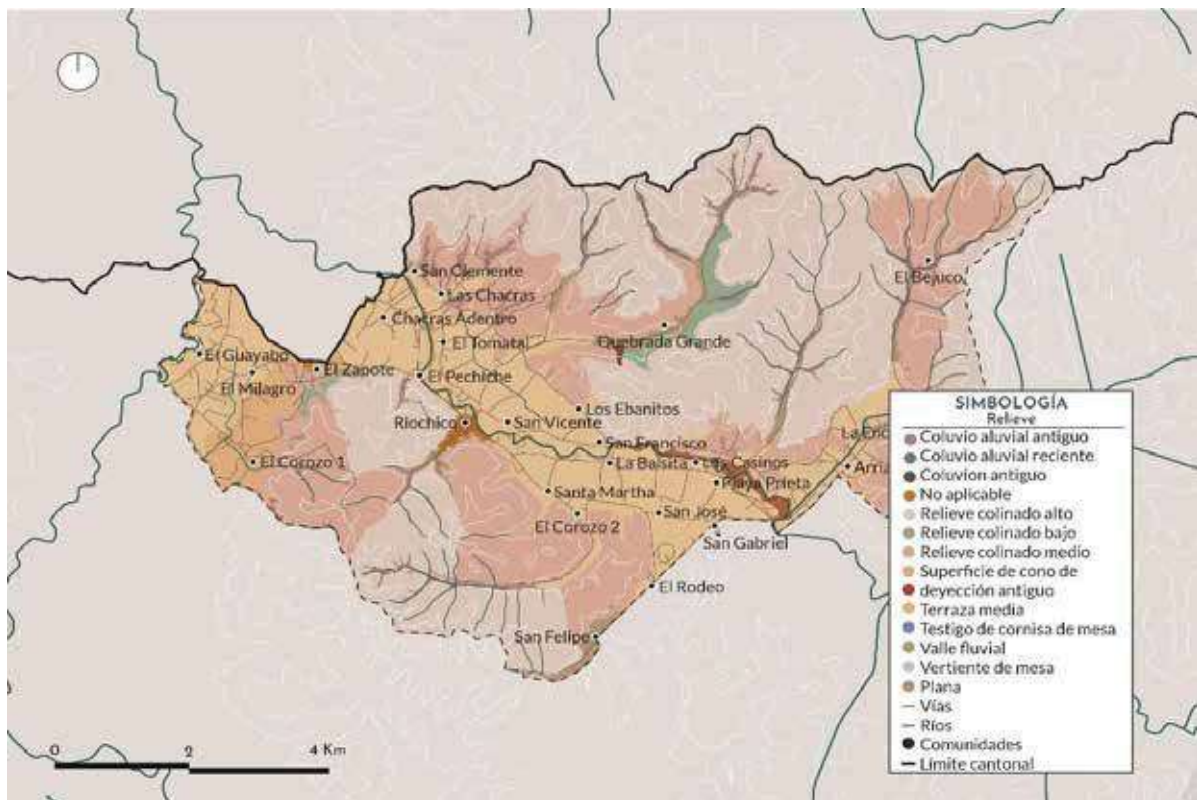 San Clemente
El Bejuco
Las Chacras
Chacras Adentro
El Tomatal
Quebrada Grande
El Guayabo
El Zapote
El Milagro
El Pechiche
Los Ebanitos
Riochico
San Vicente
San Francisco
El Corozo 1
La Balsita
Los Casinos
Playa Prieta
Santa Martha
El Corozo 2
San José
San Gabriel
El Rodeo
San Felipe
SIMBOLOGÍA
Relieve
Coluvio aluvial antiguo
Coluvio aluvial reciente
Coluvion antiguo
No aplicable
Relieve colinado alto
Relieve colinado bajo
Relieve colinado medio
Superficie de cono de
deyección antiguo
Terraza media
Testigo de cornisa de mesa
Valle fluvial
Vertiente de mesa
Plana
Vías
Ríos
Comunidades
Límite cantonal
0 2 4 Km